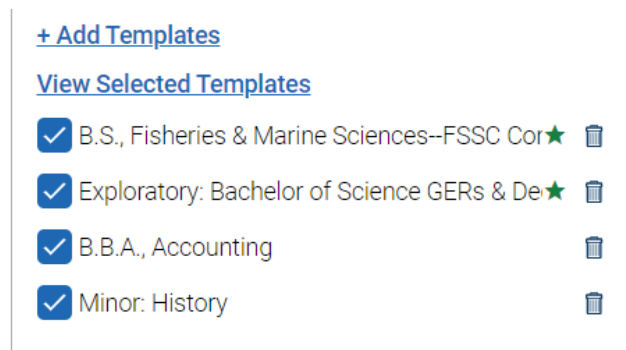 + Add Templates
View Selected Templates
B.S., Fisheries & Marine Sciences--FSSC Cor
Exploratory: Bachelor of Science GERs & De
B.B.A., Accounting
Minor: History